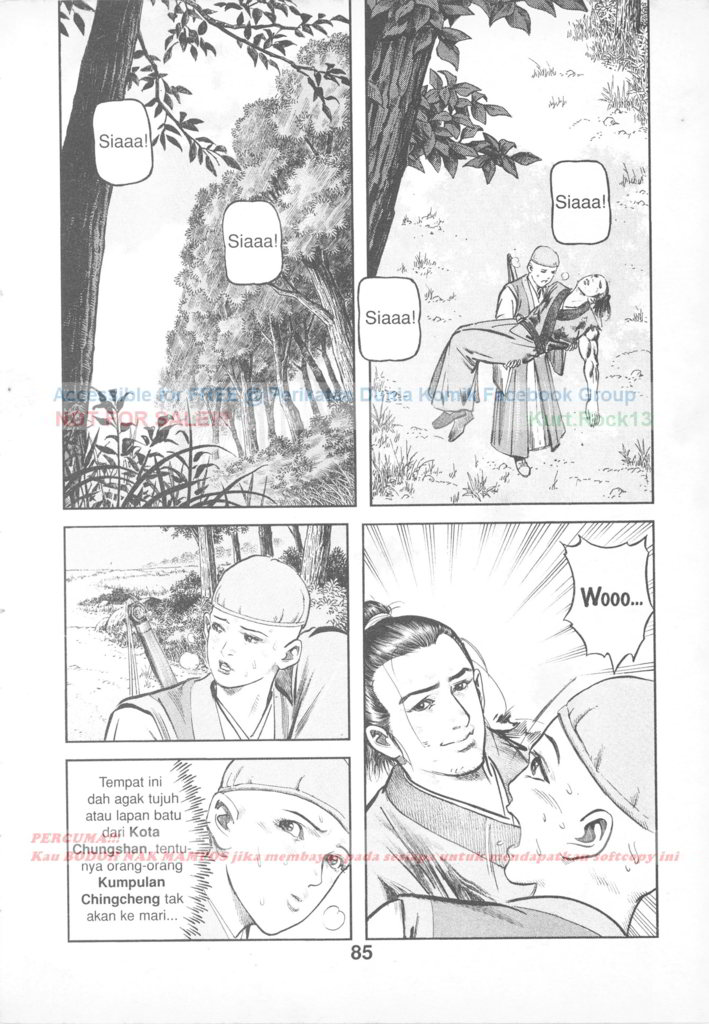 Siaaa!
Siaaa!
Siaaa!
Siaaa!
Accessible for FREE @ Perikatan Dunia Komik Facebook Group
NOT FOR SALE!!!
Kurt.Rock13
Wooo...
Tempat ini
dah agak tujuh
atau lapan batu
dari Kota
Chungshan, tentu-
nya orang-orang
Kumpulan
Chingcheng tak
akan ke mari...
PERCUMA!!!
Kau BODOH NAK MAMPOS jika membayar pada sesiapa untuk mendapatkan softcopy ini
85